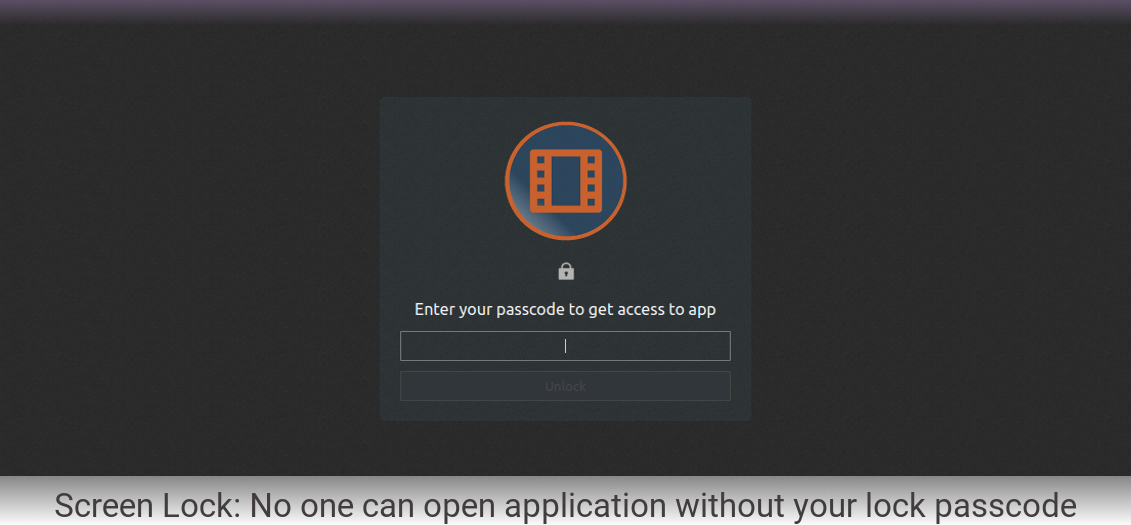 Enter your passcode to get access to app
Unlock
Screen Lock: No one can open application without your lock passcode